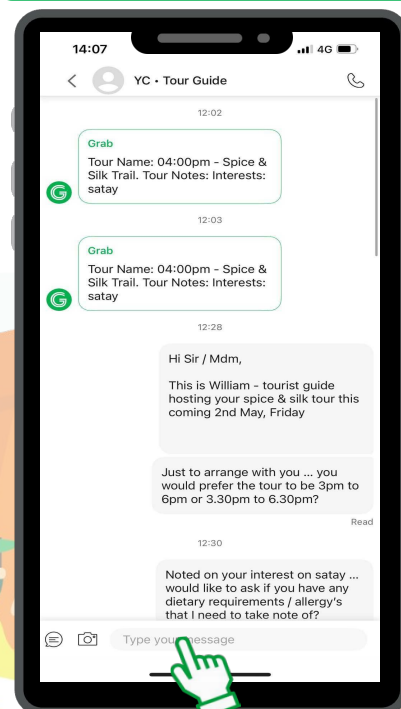 14:07
4G
YC • Tour Guide
12:02
Grab
Tour Name: 04:00pm - Spice &
Silk Trail. Tour Notes: Interests:
satay
G
12:03
Grab
Tour Name: 04:00pm - Spice &
Silk Trail. Tour Notes: Interests:
satay
G
12:28
Hi Sir / Mdm,
This is William - tourist guide
hosting your spice & silk tour this
coming 2nd May, Friday
Just to arrange with you ... you
would prefer the tour to be 3pm to
6pm or 3.30pm to 6.30pm?
Read
12:30
Noted on your interest on satay ...
would like to ask if you have any
dietary requirements / allergy's
that I need to take note of?
Type your message